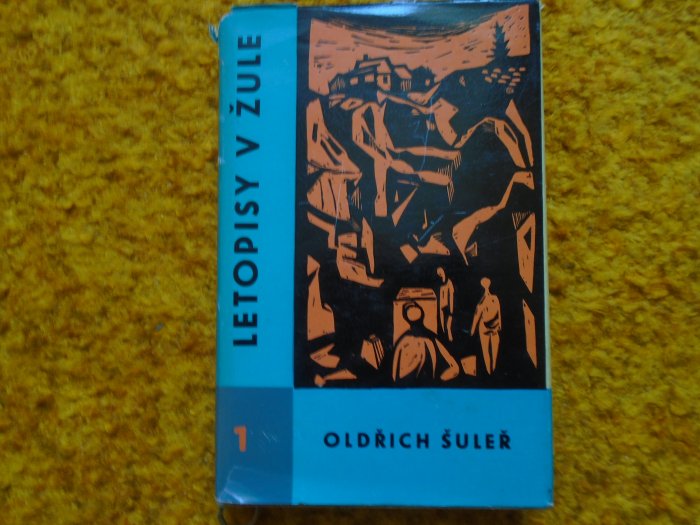 LETOPISY V ŽULE
1
OLDŘICH ŠULEŘ